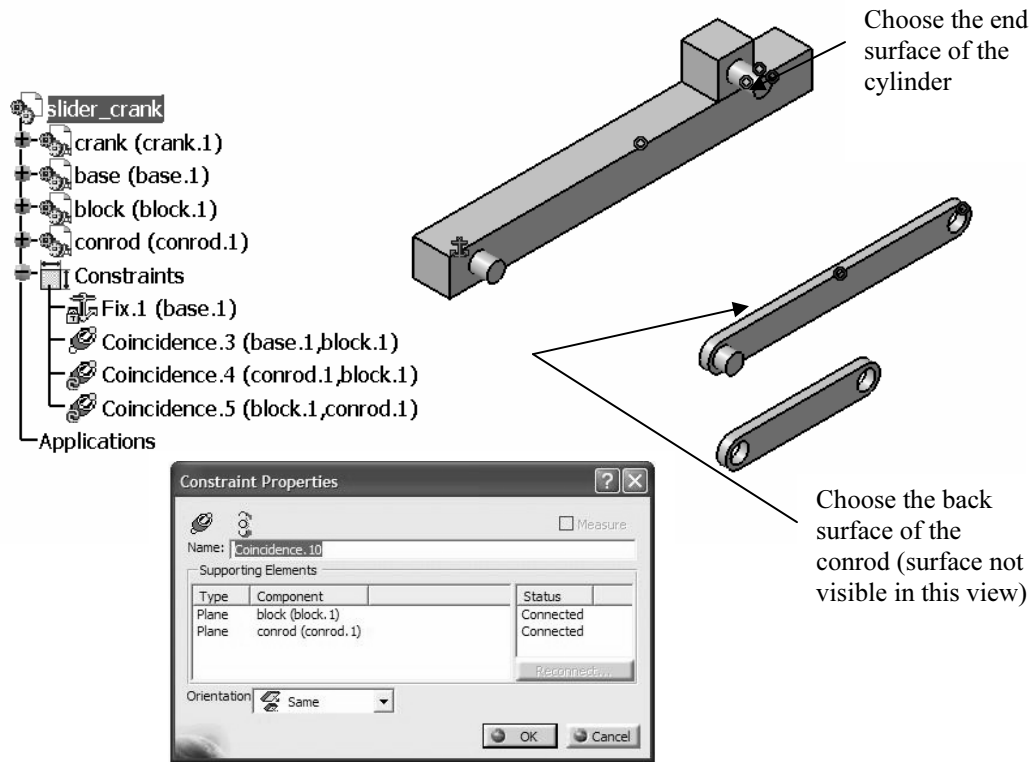 Choose the end
surface of the
cylinder
slider_crank
crank (crank.1)
base (base.1)
block (block.1)
conrod (conrod.1)
Constraints
Fix.1 (base.1)
Coincidence.3 (base.1,block.1)
Coincidence.4 (conrod.1,block.1)
Coincidence.5 (block.1,conrod.1)
Applications
Choose the back
surface of the
conrod (surface not
visible in this view)
Constraint Properties
Measure
Name: Coincidence.10
Supporting Elements
Type Component Status
Plane block (block.1) Connected
Plane conrod (conrod.1) Connected
Reconnect...
Orientation Same
OK Cancel